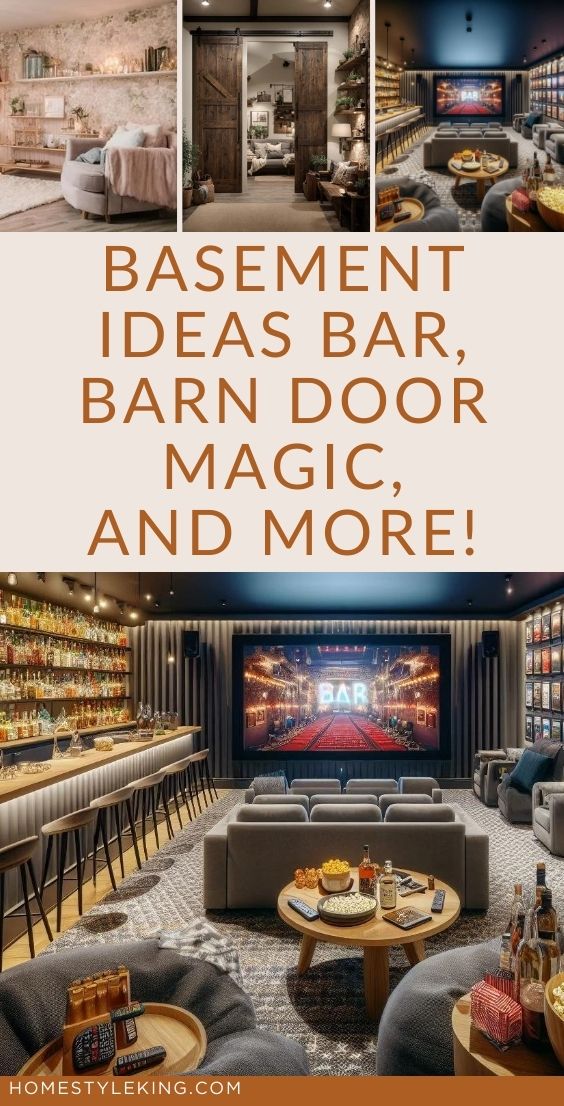 BASEMENT
IDEAS BAR,
BARN DOOR
MAGIC,
AND MORE!
BAR
HOMESTYLEKING.COM